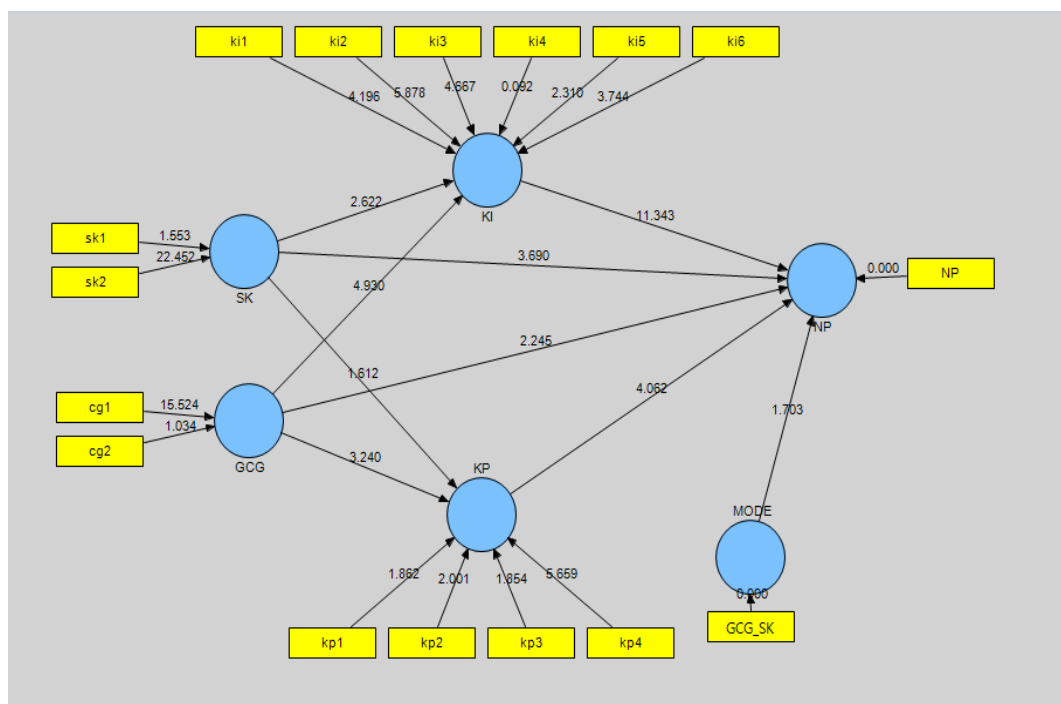 ki1 ki2 ki3 ki4 ki5 ki6
4.196 5.878 4.667 0.092 2.310 3.744
KI
sk1 1.553
sk2 22.452
SK
2.622
11.343
3.690
4.930
NP
0.000 NP
2.245
1.612
4.062
1.703
cg1 15.524
cg2 1.034
GCG
3.240
KP
MODE
1.862 2.001 1.854 5.659
0.000
kp1 kp2 kp3 kp4
GCG_SK